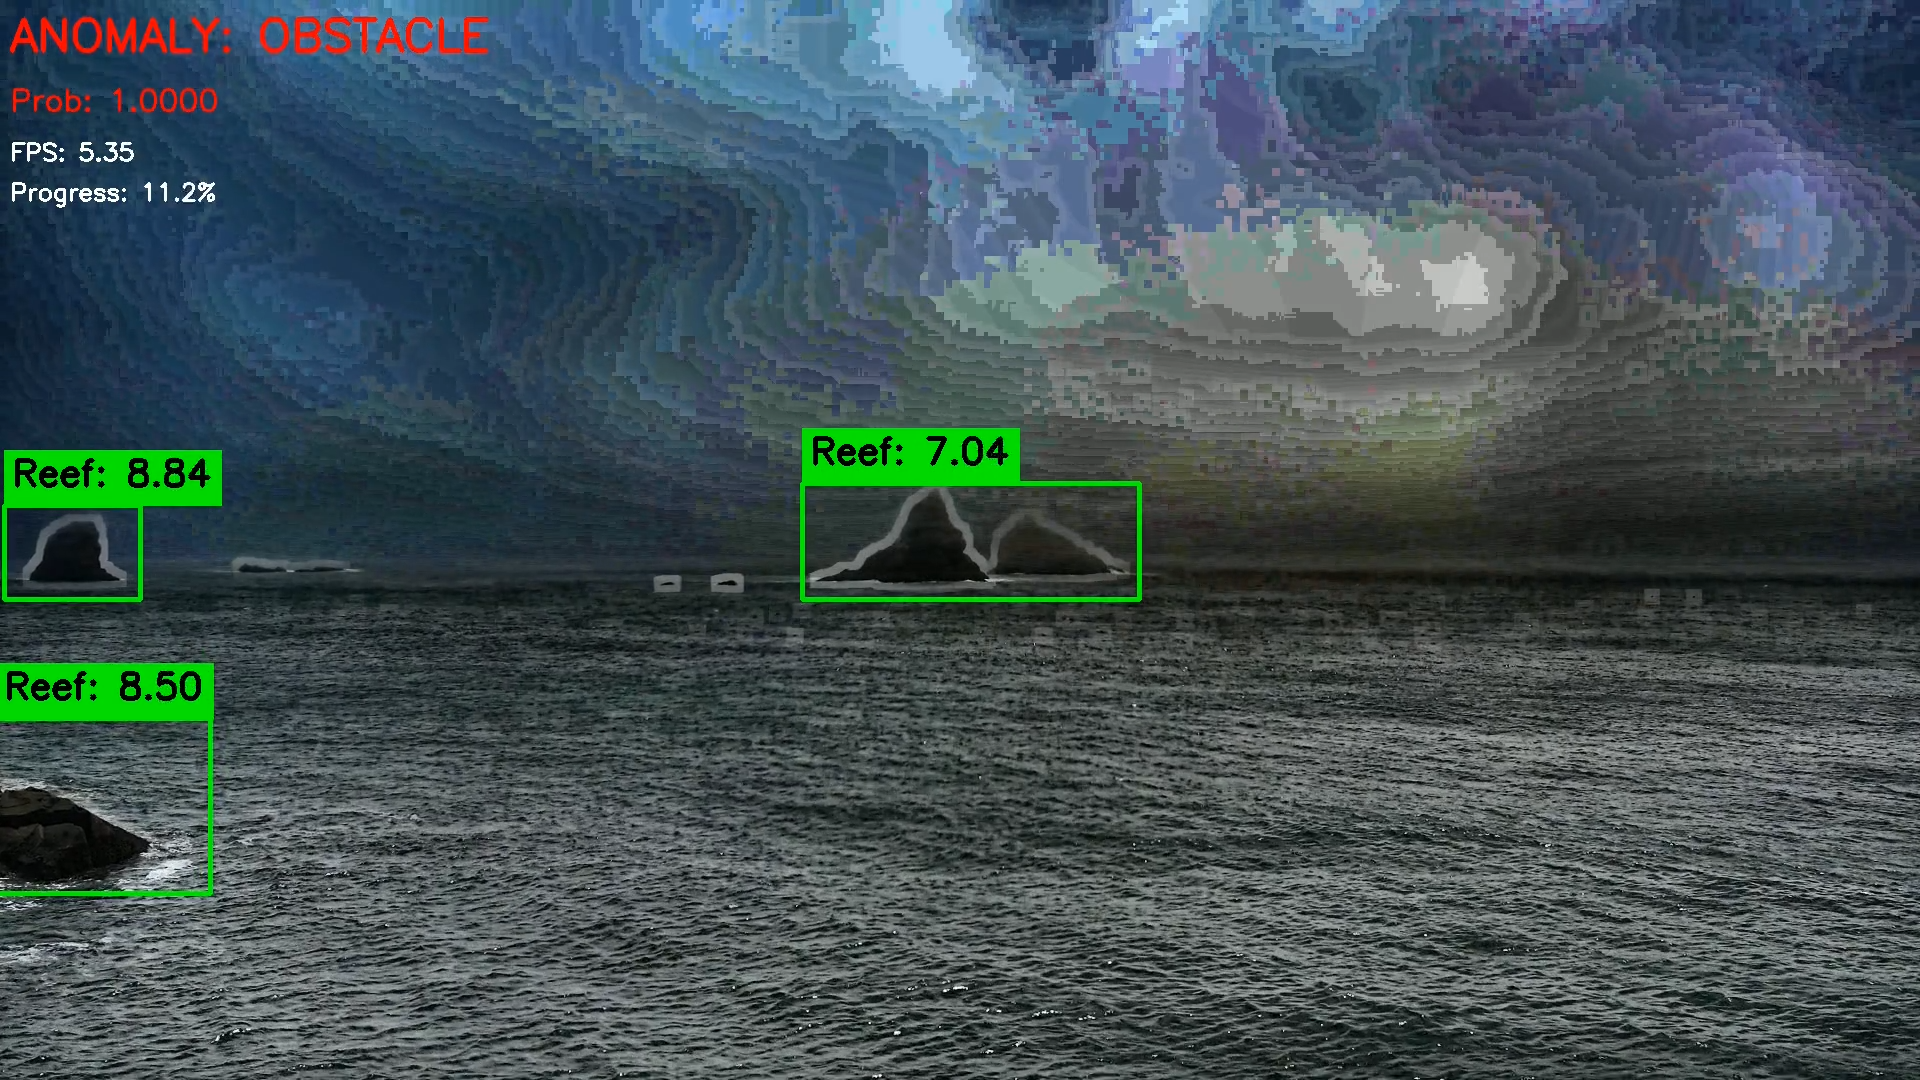 ANOMALY: OBSTACLE
Prob: 1.0000
FPS: 5.35
Progress: 11.2%
Reef: 7.04
Reef: 8.84
Reef: 8.50